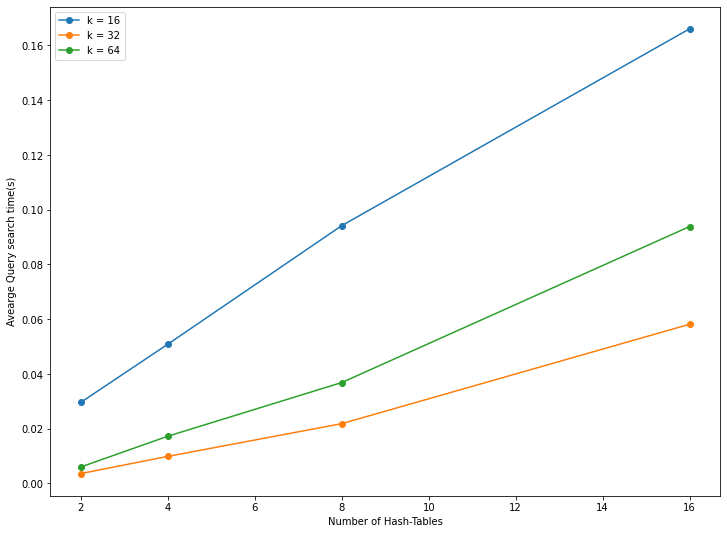 k = 16
k = 32
k = 64
0.16
0.14
0.12
0.10
0.08
0.06
0.04
0.02
0.00
Avearge Query search time(s)
2 4 6 8 10 12 14 16
Number of Hash-Tables